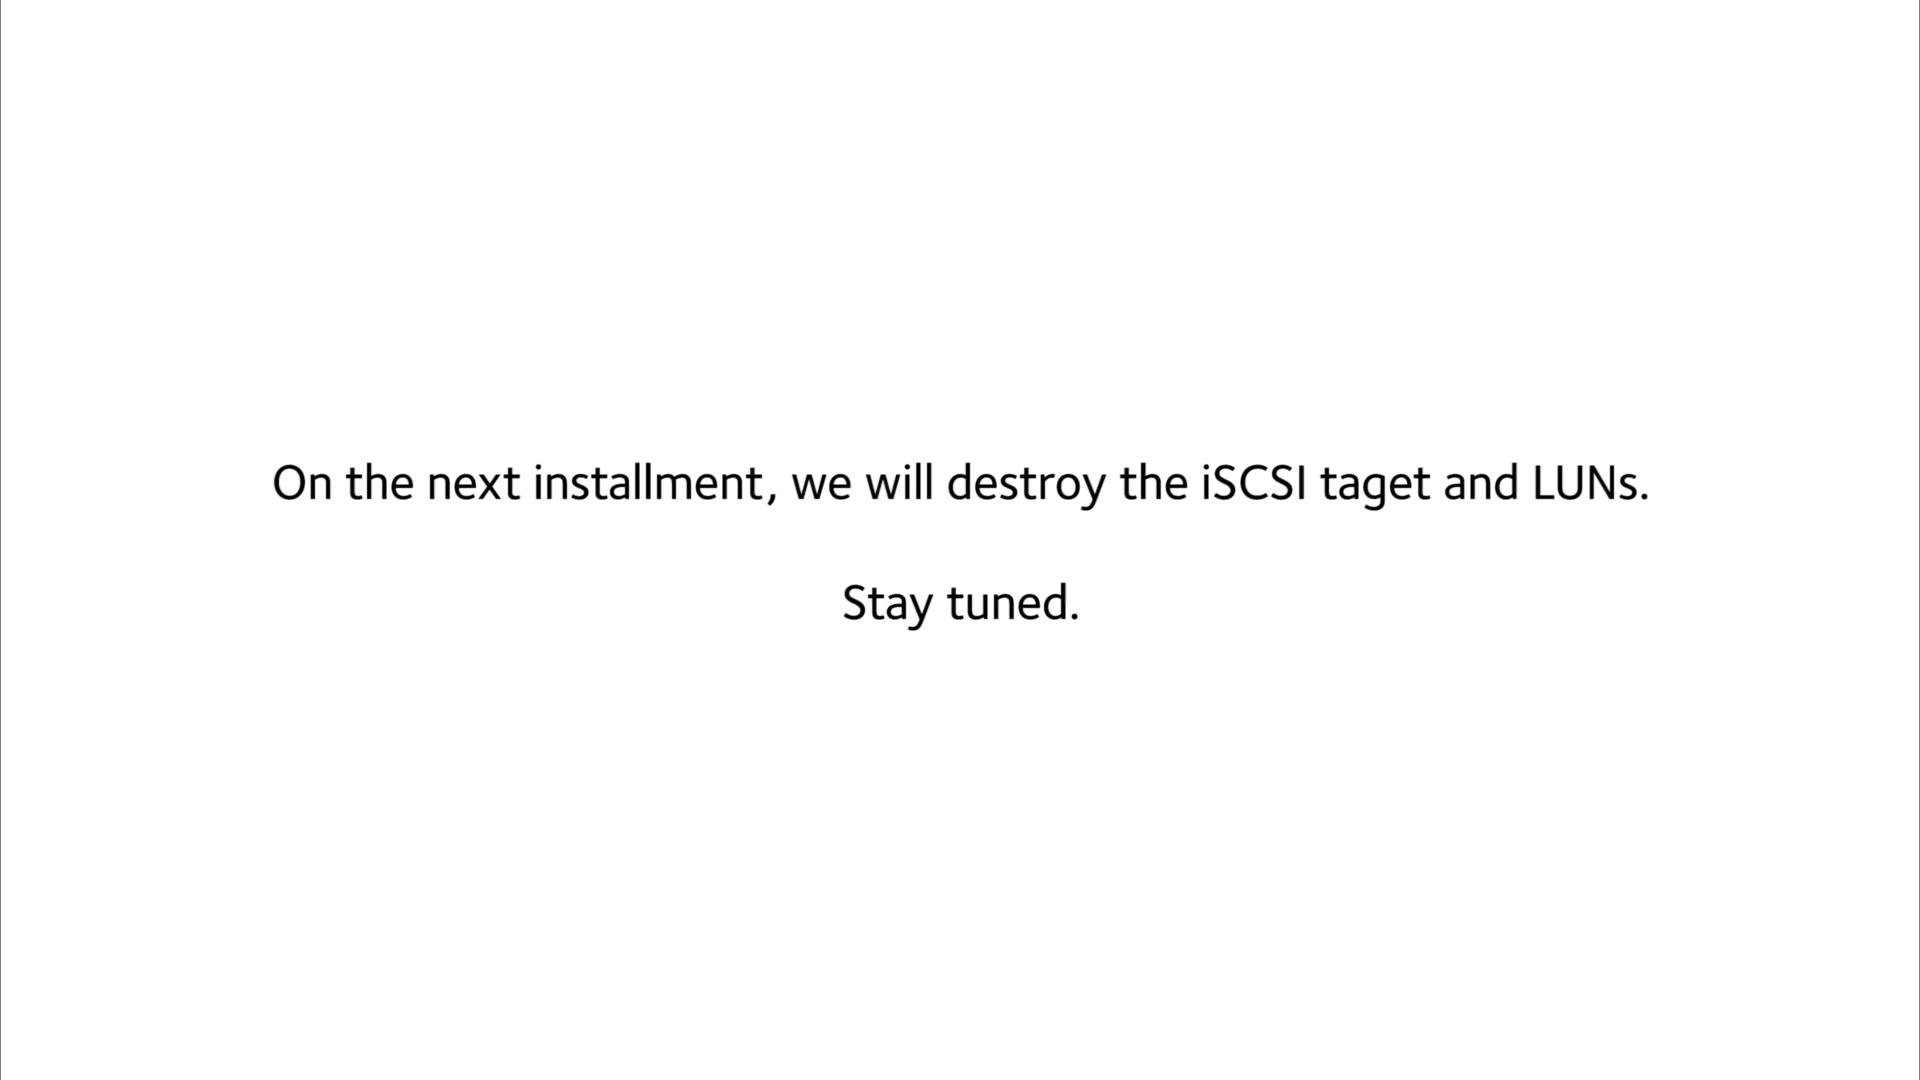 On the next installment, we will destroy the iSCSI taget and LUNs.
Stay tuned.